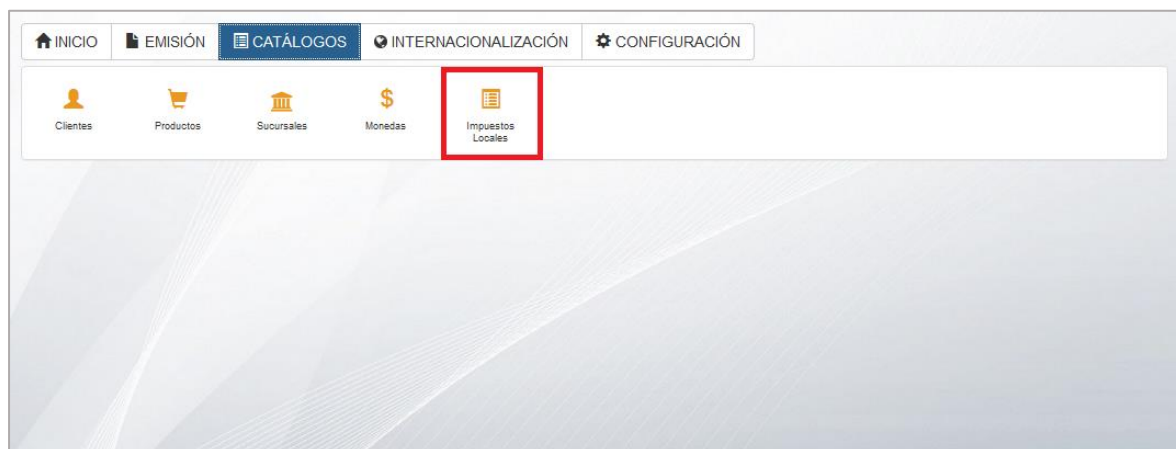 INICIO EMISIÓN CATÁLOGOS INTERNACIONALIZACIÓN CONFIGURACIÓN
Clientes Productos Sucursales Monedas Impuestos
Locales